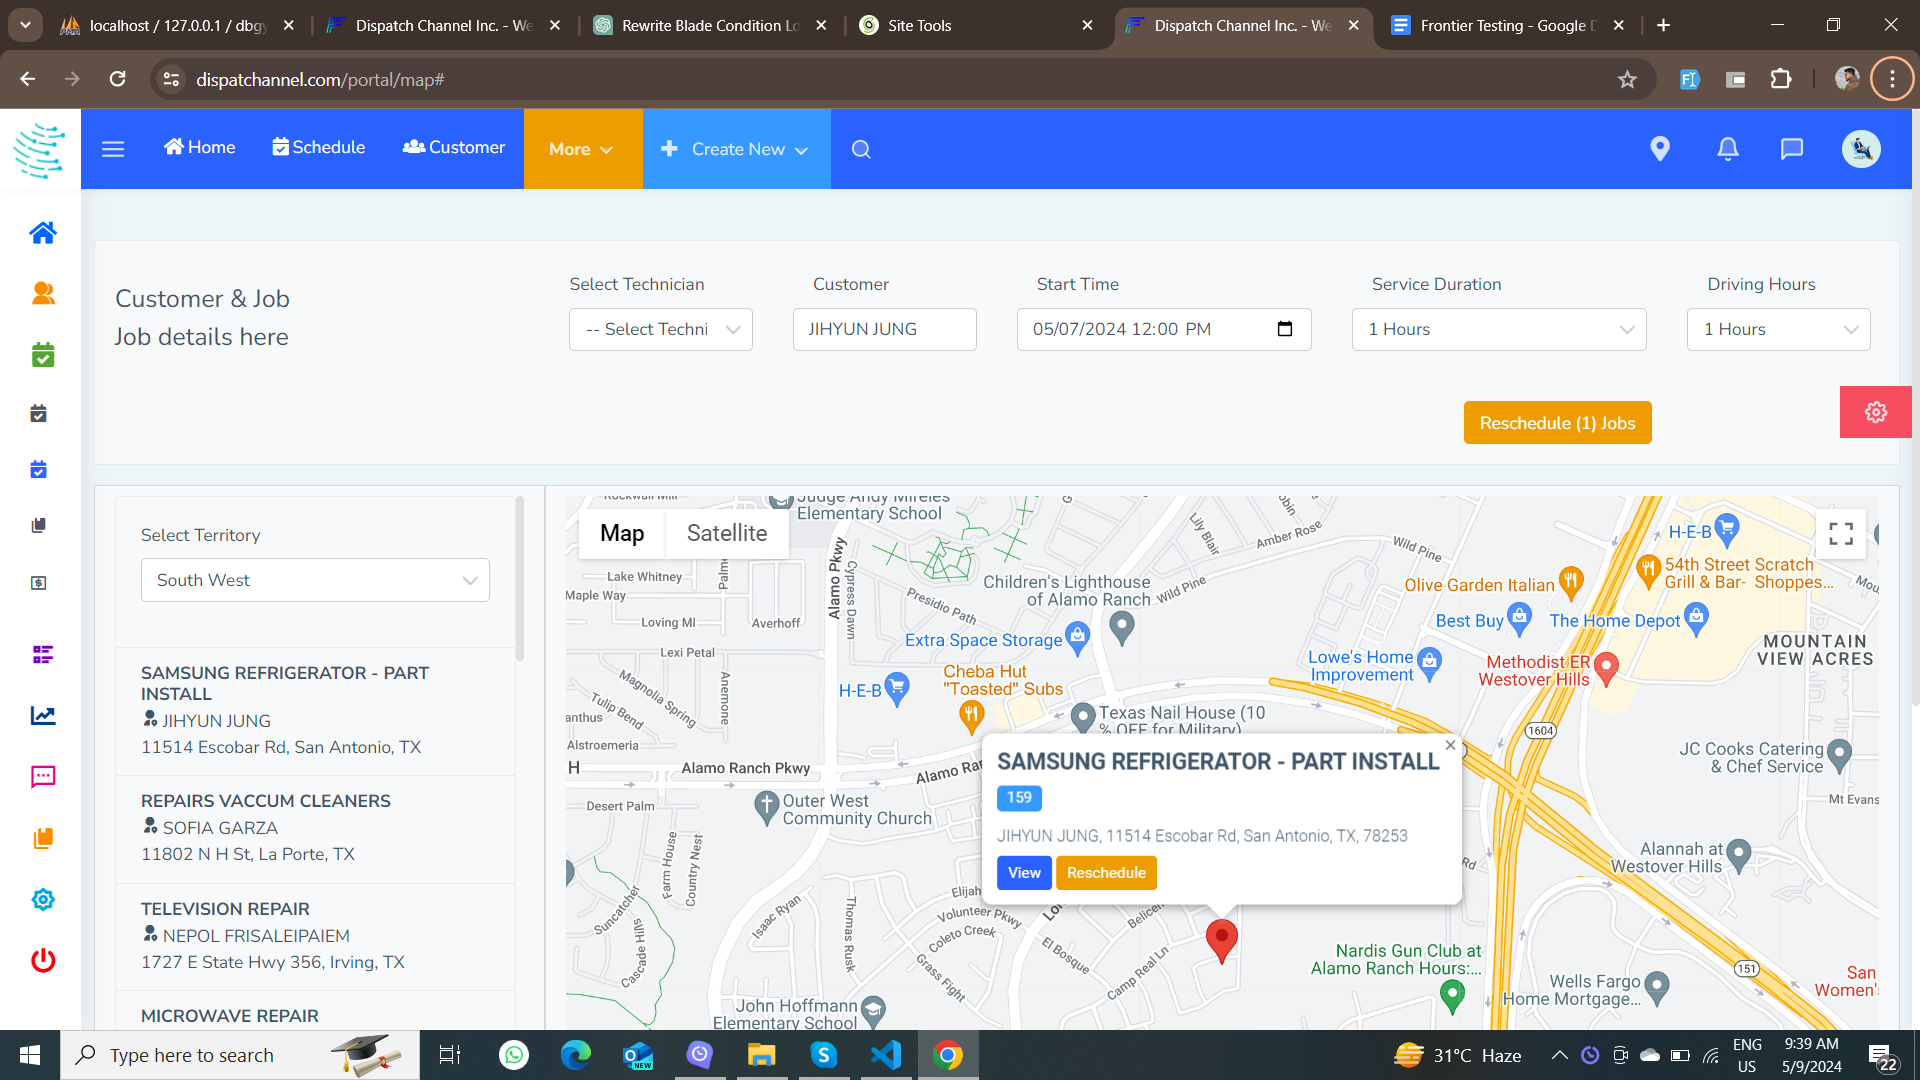 localhost / 127.0.0.1 / dbgy
Dispatch Channel Inc. - We
Rewrite Blade Condition Lo
Site Tools
Dispatch Channel Inc. - We
Frontier Testing - Google D
dispatchannel.com/portal/map#
Home
Schedule
Customer
More
Create New
Customer & Job
Job details here
Select Technician
Customer
Start Time
Service Duration
Driving Hours
-- Select Techni
JIHYUN JUNG
05/07/2024 12:00 PM
1 Hours
1 Hours
Reschedule (1) Jobs
Select Territory
South West
SAMSUNG REFRIGERATOR - PART
INSTALL
JIHYUN JUNG
11514 Escobar Rd, San Antonio, TX
REPAIRS VACCUM CLEANERS
SOFIA GARZA
11802 N H St, La Porte, TX
TELEVISION REPAIR
NEPOL FRISALEIPAIEM
1727 E State Hwy 356, Irving, TX
MICROWAVE REPAIR
Map
Satellite
Judge Andy Mireles
Elementary School
Lake Whitney
Maple Way
Loving Ml
Averhoff
Lexi Petal
Magnolia Spring
Tulip Bend
Anemone
anthus
Alstroemeria
H
Alamo Ranch Pkwy
Desert Palm
Alamo Pkwy
Cypress Dawn
Presidio Path
Children's Lighthouse
of Alamo Ranch
Wild Pine
Lily Blair
Amber Rose
Wild Pine
Extra Space Storage
Cheba Hut
"Toasted" Subs
H-E-B
Texas Nail House (10
% OFF for Military)
Olive Garden Italian
H-E-B
54th Street Scratch
Grill & Bar- Shoppes...
Best Buy
The Home Depot
Lowe's Home
Improvement
Methodist ER
Westover Hills
MOUNTAIN
VIEW ACRES
1604
JC Cooks Catering
& Chef Service
Mt Evans
Alannah at
Westover Hills
Outer West
Community Church
SAMSUNG REFRIGERATOR - PART INSTALL
159
JIHYUN JUNG, 11514 Escobar Rd, San Antonio, TX, 78253
View
Reschedule
Rd
Farm House
Country Nest
Suncatcher
Cascade Hills
Isaac Ryan
Thomas Rusk
Elijah
Volunteer Pkwy
Coleto Creek
Grass Fight
El Bosque
Camp Real Ln
John Hoffmann
Elementary School
Nardis Gun Club at
Alamo Ranch Hours:...
Wells Fargo
Home Mortgage...
151
San
Women's
Type here to search
31°C Haze
ENG
US
9:39 AM
5/9/2024
22